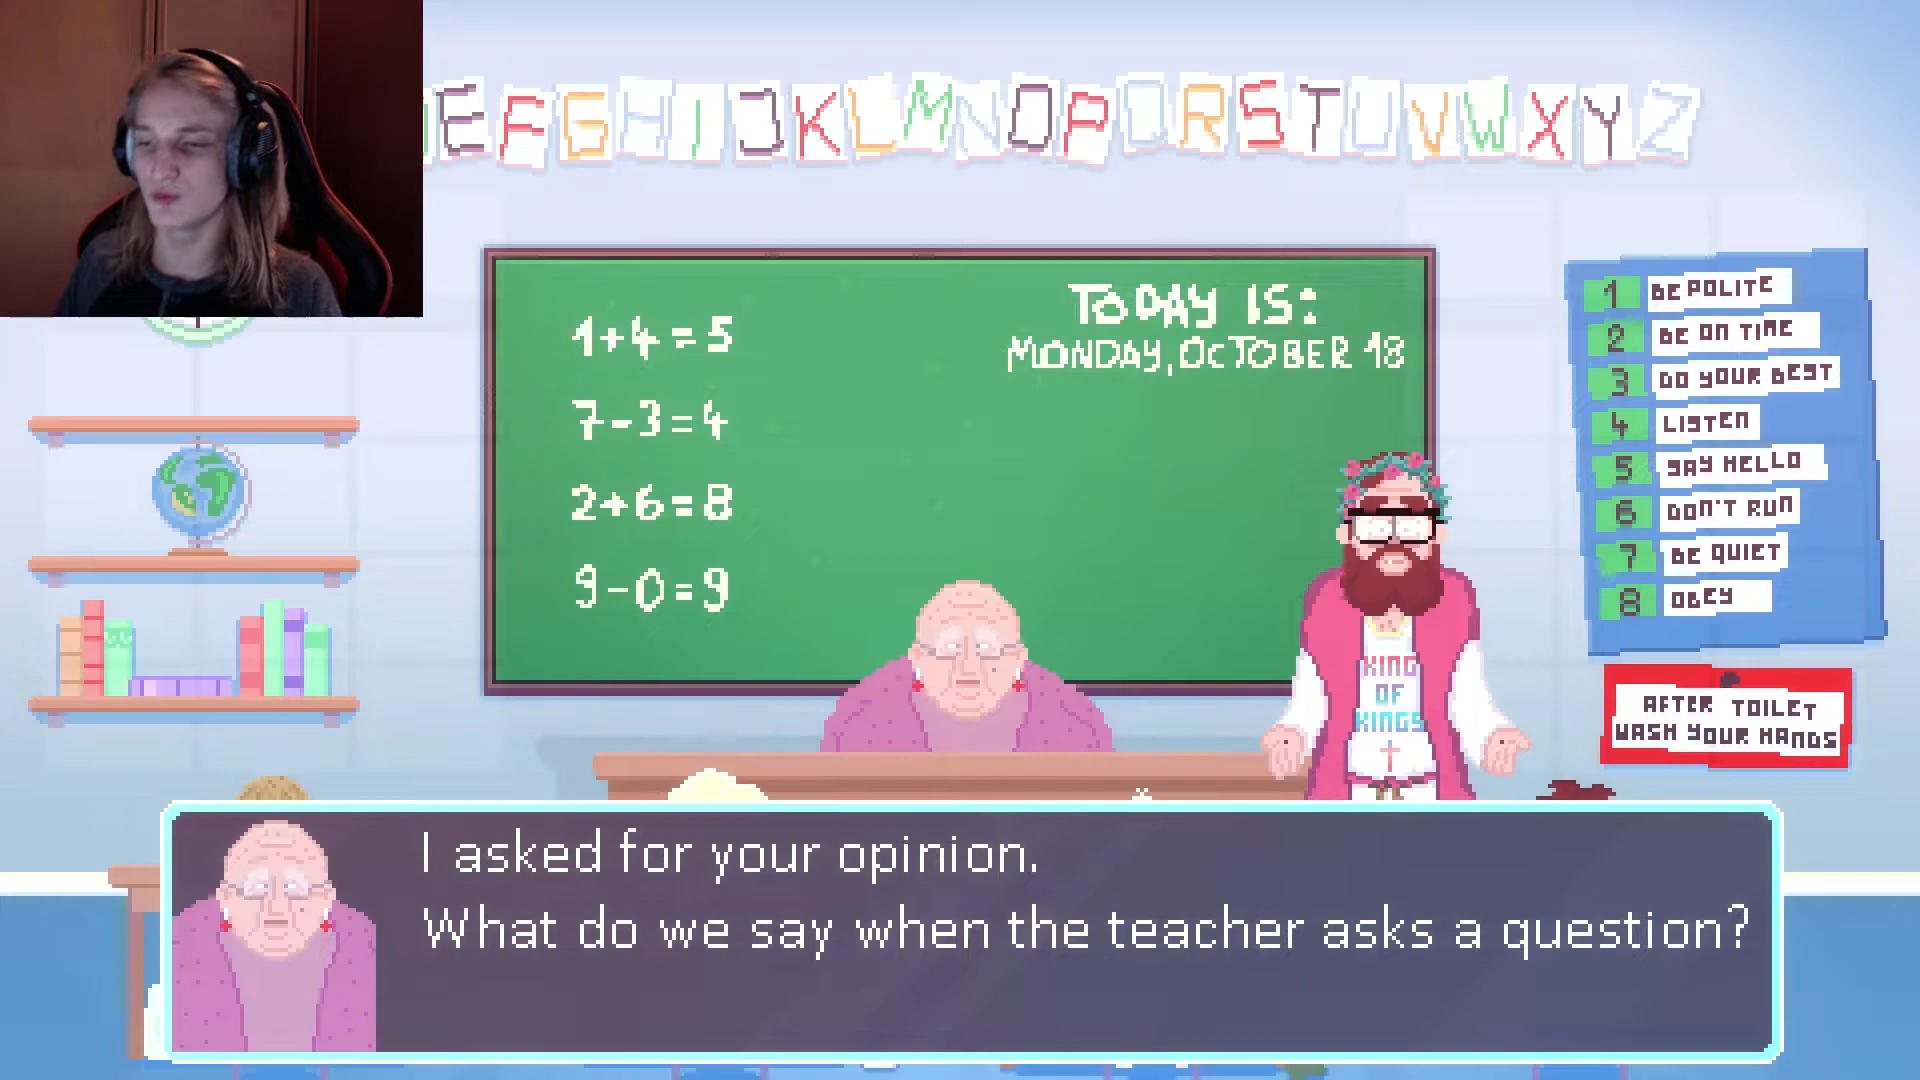 E F G H I J K L M N O P Q R S T U V W X Y Z
1+4=5
7-3=4
2+6=8
9-0=9
TODAY IS:
MONDAY, OCTOBER 18
1 BE POLITE
2 BE ON TIME
3 DO YOUR BEST
4 LISTEN
5 SAY HELLO
6 DON'T RUN
7 BE QUIET
8 OBEY
AFTER TOILET
WASH YOUR HANDS
KING
OF
KINGS
I asked for your opinion.
What do we say when the teacher asks a question?